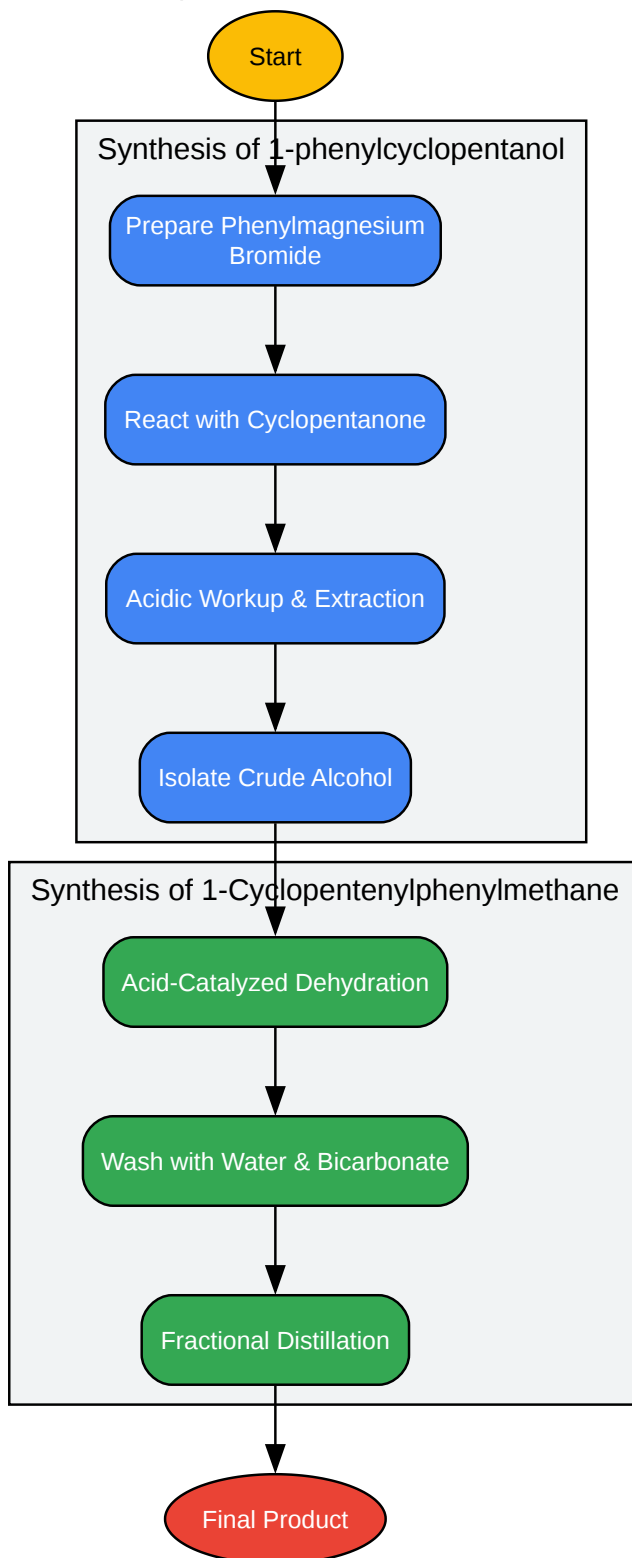 Start
Synthesis of 1-phenylcyclopentanol
Prepare Phenylmagnesium
Bromide
React with Cyclopentanone
Acidic Workup & Extraction
Isolate Crude Alcohol
Synthesis of 1-Cyclopentenylphenylmethane
Acid-Catalyzed Dehydration
Wash with Water & Bicarbonate
Fractional Distillation
Final Product